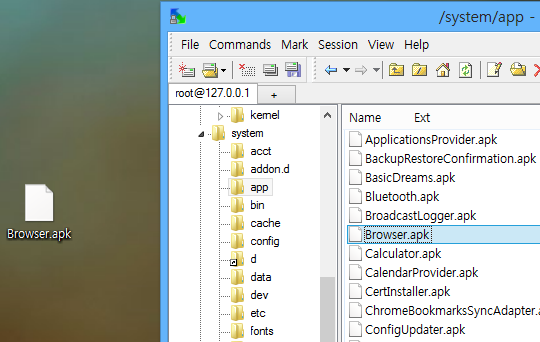 /system/app -
File Commands Mark Session View Help
root@127.0.0.1 +
kernel
system
acct
addon.d
app
bin
cache
config
d
data
dev
etc
fonts
Name Ext
ApplicationsProvider.apk
BackupRestoreConfirmation.apk
BasicDreams.apk
Bluetooth.apk
BroadcastLogger.apk
Browser.apk
Calculator.apk
CalendarProvider.apk
CertInstaller.apk
ChromeBookmarksSyncAdapter.a
ConfigUpdater.apk
Browser.apk